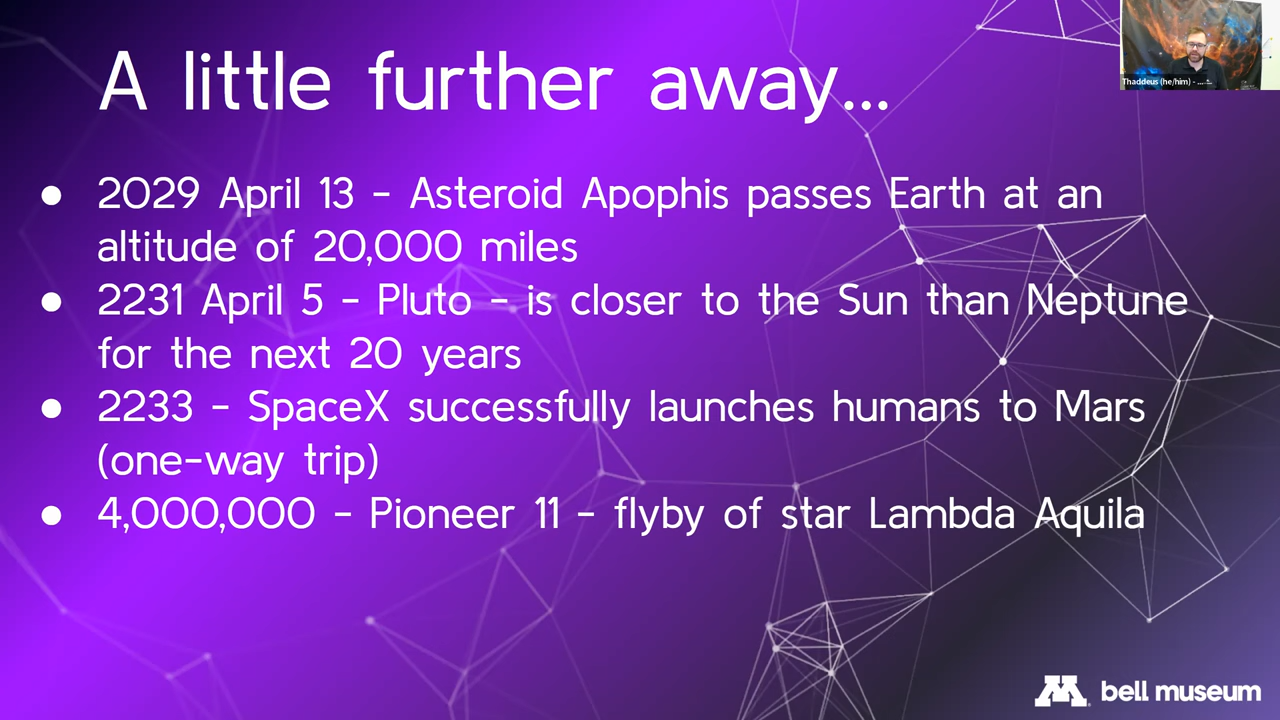 A little further away...
Thaddeus (he/him) - ...
● 2029 April 13 - Asteroid Apophis passes Earth at an
altitude of 20,000 miles
● 2231 April 5 - Pluto - is closer to the Sun than Neptune
for the next 20 years
● 2233 - SpaceX successfully launches humans to Mars
(one-way trip)
● 4,000,000 - Pioneer 11 - flyby of star Lambda Aquila
M bell museum